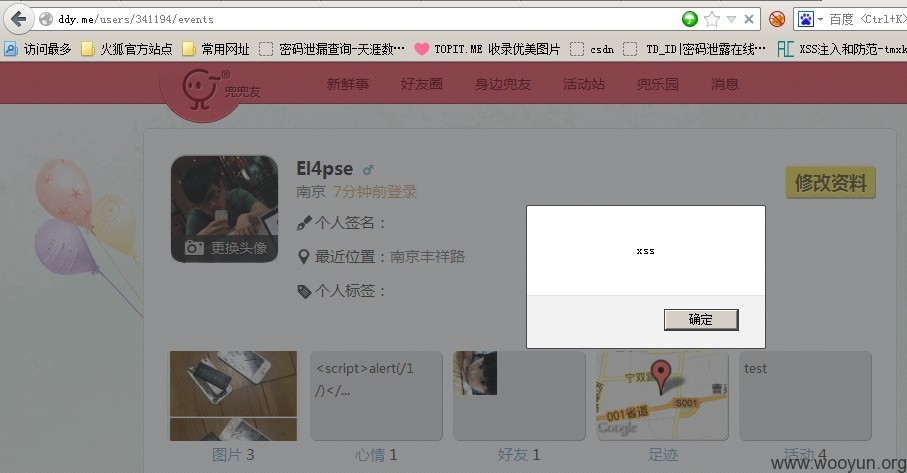 ddy.me/users/341194/events
百度 <Ctrl+K>
访问最多 火狐官方站点 常用网址 密码泄漏查询-天涯数… TOPIT.ME 收录优美图片 csdn TD_ID|密码泄露在线… XSS注入和防范-tmxk
兜兜友®
新鲜事 好友圈 身边兜友 活动站 兜乐园 消息
El4pse ♂
南京 7分钟前登录
修改资料
个人签名：
更换头像
最近位置：南京丰祥路
个人标签：
xss
确定
<script>alert(/1
/)</...
宁双路
S001
001省道
Google
test
图片 3 心情 1 好友 1 足迹 活动 4
www.wooyun.org